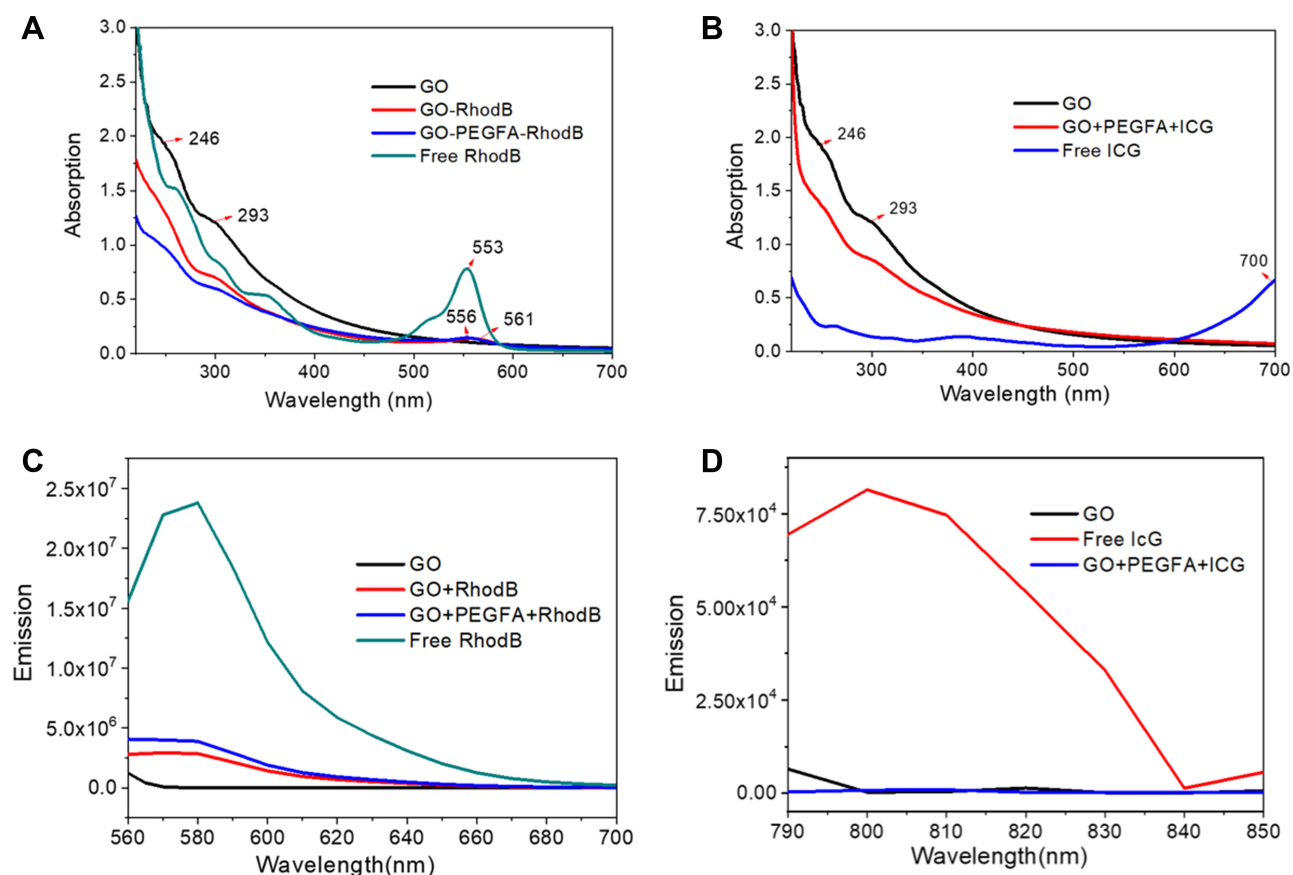 A
3.0
2.5
2.0
1.5
1.0
0.5
0.0
Absorption
GO
GO-RhodB
GO-PEGFA-RhodB
Free RhodB
246
293
553
556
561
300
400
500
600
700
Wavelength (nm)
B
3.0
2.5
2.0
1.5
1.0
0.5
0.0
Absorption
GO
GO+PEGFA+ICG
Free ICG
246
293
700
300
400
500
600
700
Wavelength (nm)
C
2.5x10⁷
2.0x10⁷
1.5x10⁷
1.0x10⁷
5.0x10⁶
0.0
Emission
GO
GO+RhodB
GO+PEGFA+RhodB
Free RhodB
560
580
600
620
640
660
680
700
Wavelength(nm)
D
7.50x10⁴
5.00x10⁴
2.50x10⁴
0.00
Emission
GO
Free IcG
GO+PEGFA+ICG
790
800
810
820
830
840
850
Wavelength(nm)